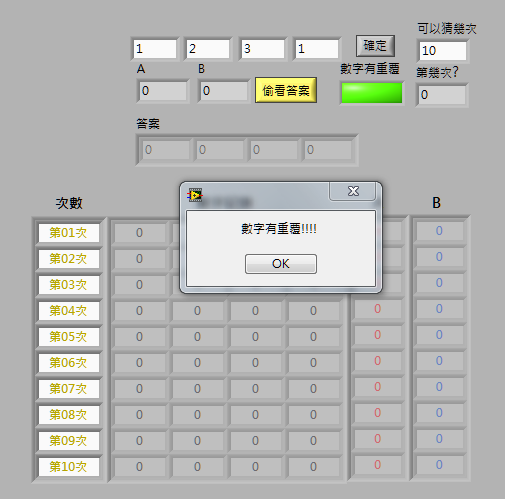 可以猜幾次
1 2 3 1 確定 10
A B 數字有重覆 第幾次?
0 0 偷看答案 0
答案
0 0 0 0
次數 B
數字有重覆!!!!
OK
第01次 0 0
第02次 0 0
第03次 0 0
第04次 0 0 0 0 0 0
第05次 0 0 0 0 0 0
第06次 0 0 0 0 0 0
第07次 0 0 0 0 0 0
第08次 0 0 0 0 0 0
第09次 0 0 0 0 0 0
第10次 0 0 0 0 0 0